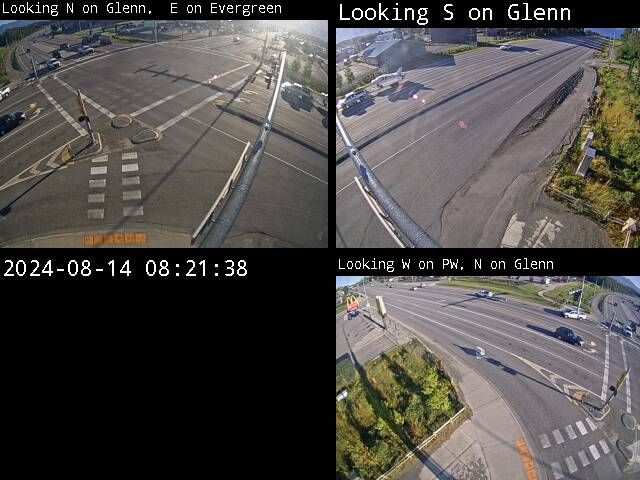 Looking N on Glenn, E on Evergreen
Looking S on Glenn
2024-08-14 08:21:38
Looking W on PW, N on Glenn